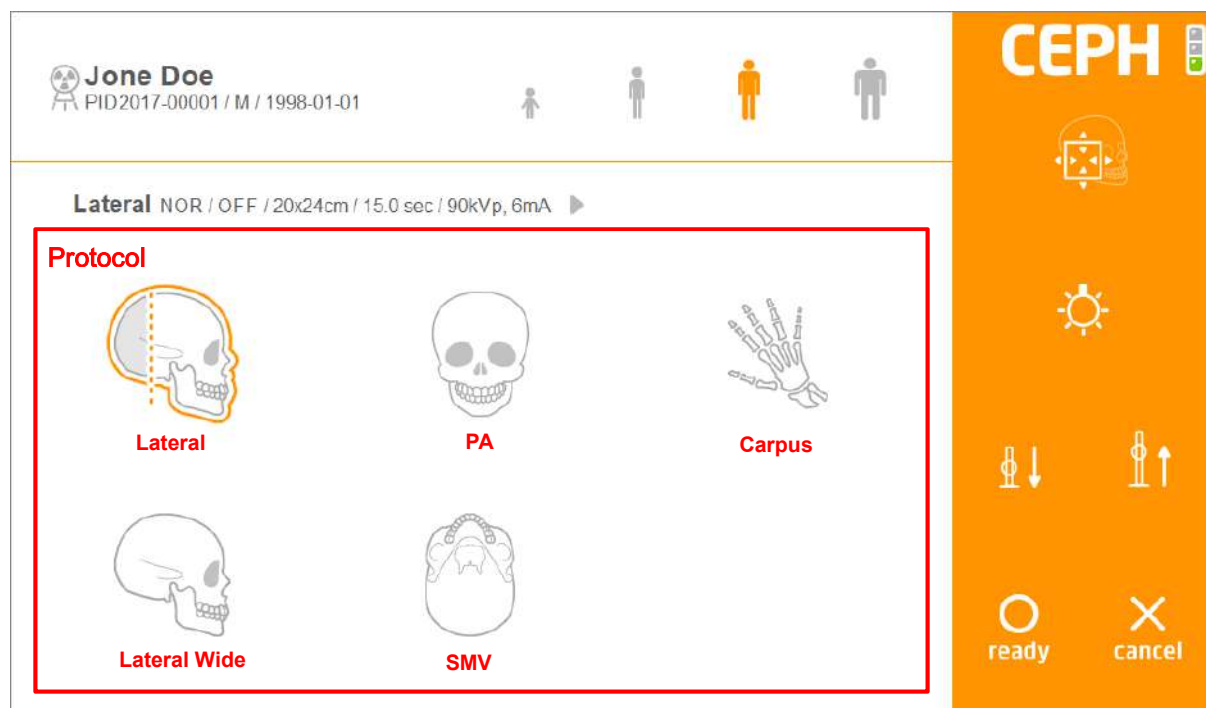 Jone Doe
PID2017-00001 / M / 1998-01-01
CEPH
Lateral NOR / OFF / 20x24cm / 15.0 sec / 90kVp, 6mA
Protocol
Lateral
PA
Carpus
Lateral Wide
SMV
ready
cancel